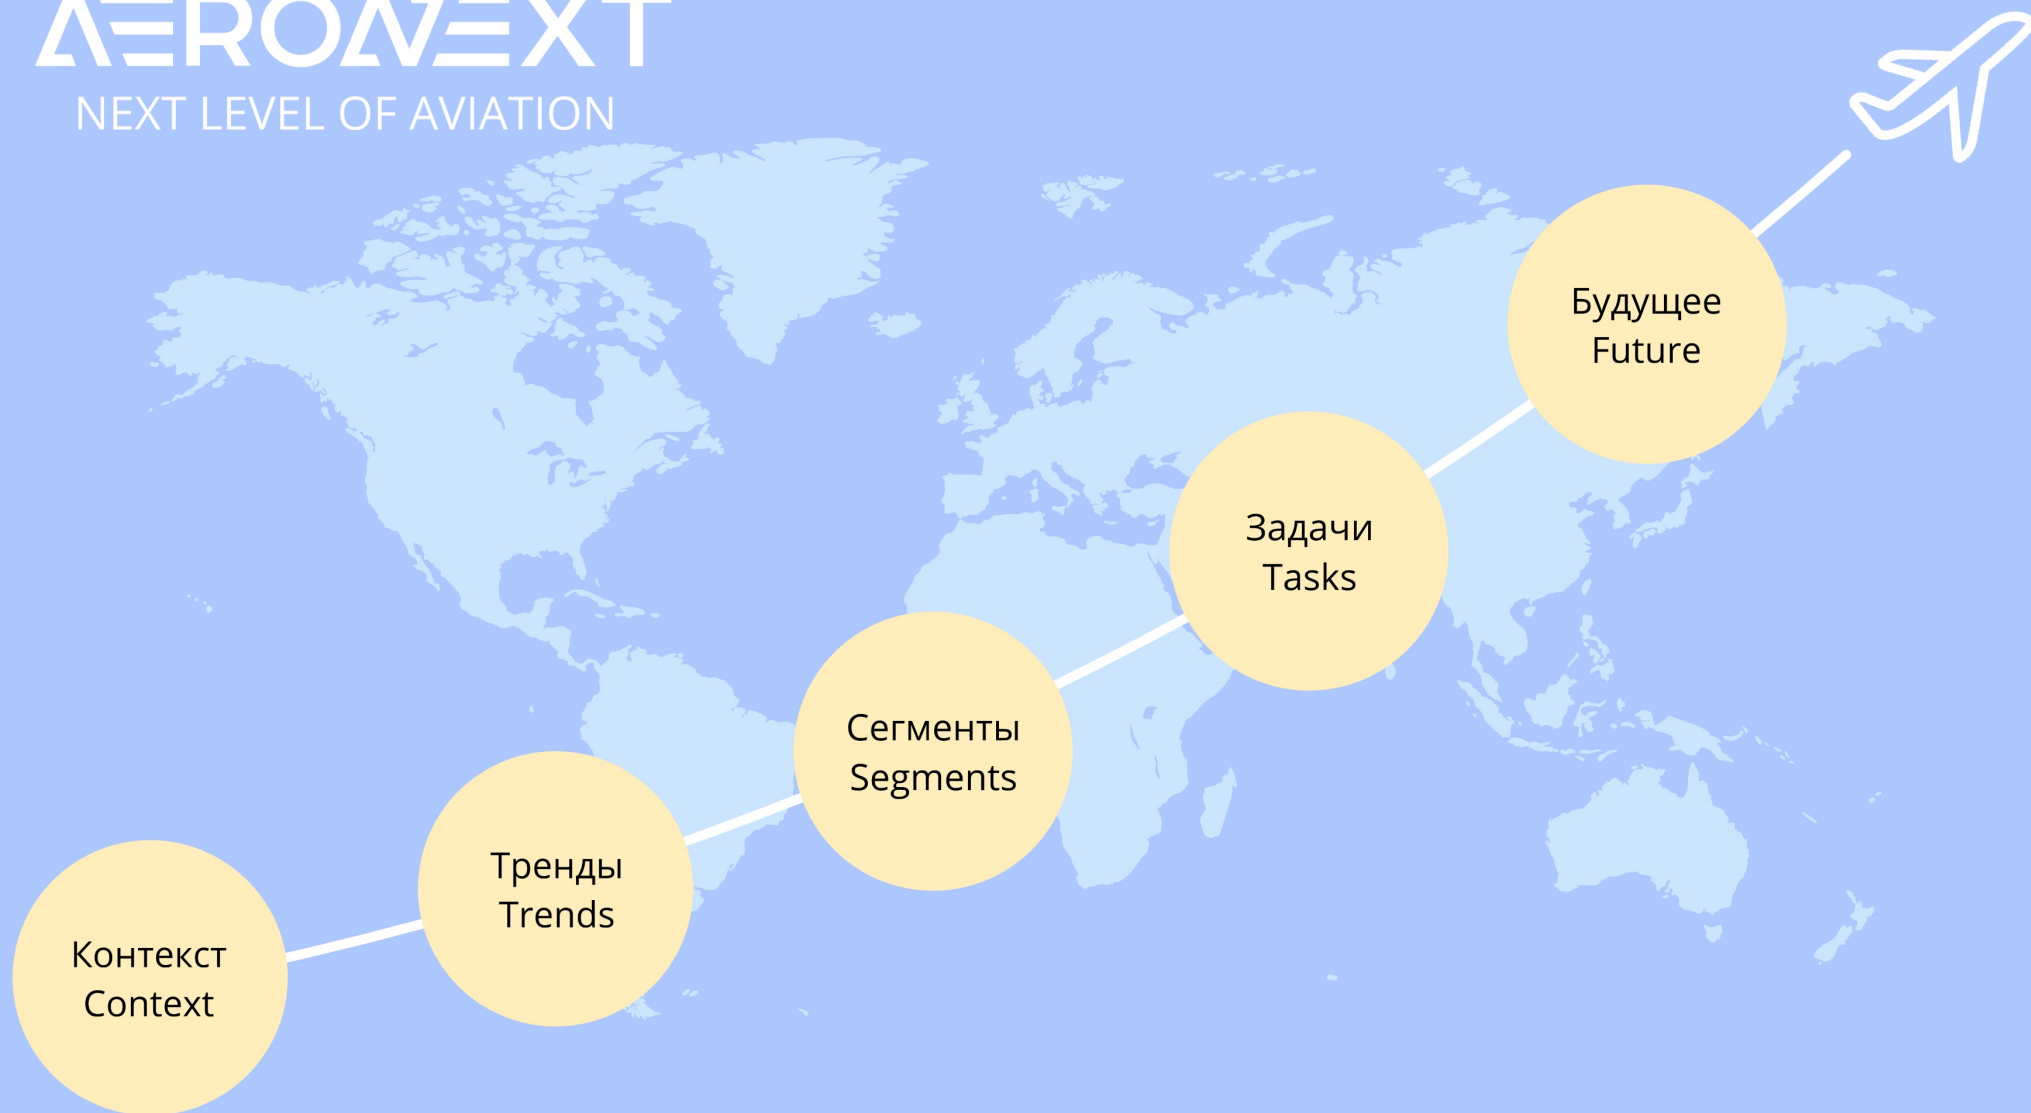 AERONEXT
NEXT LEVEL OF AVIATION
Контекст
Context
Тренды
Trends
Сегменты
Segments
Задачи
Tasks
Будущее
Future